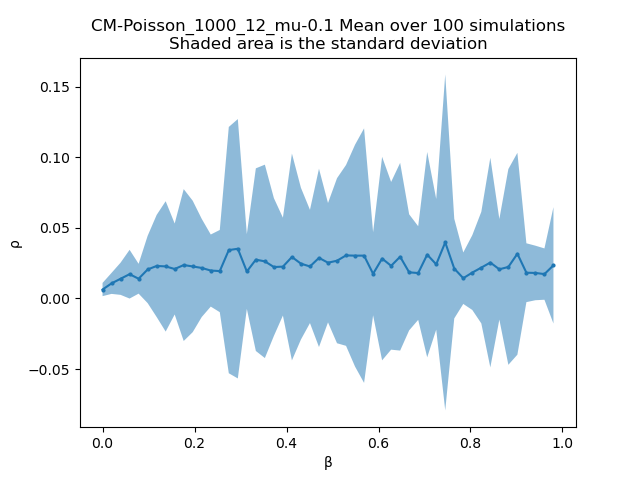 CM-Poisson_1000_12_mu-0.1 Mean over 100 simulations
Shaded area is the standard deviation
0.15
0.10
0.05
0.00
−0.05
ρ
0.0 0.2 0.4 0.6 0.8 1.0
β